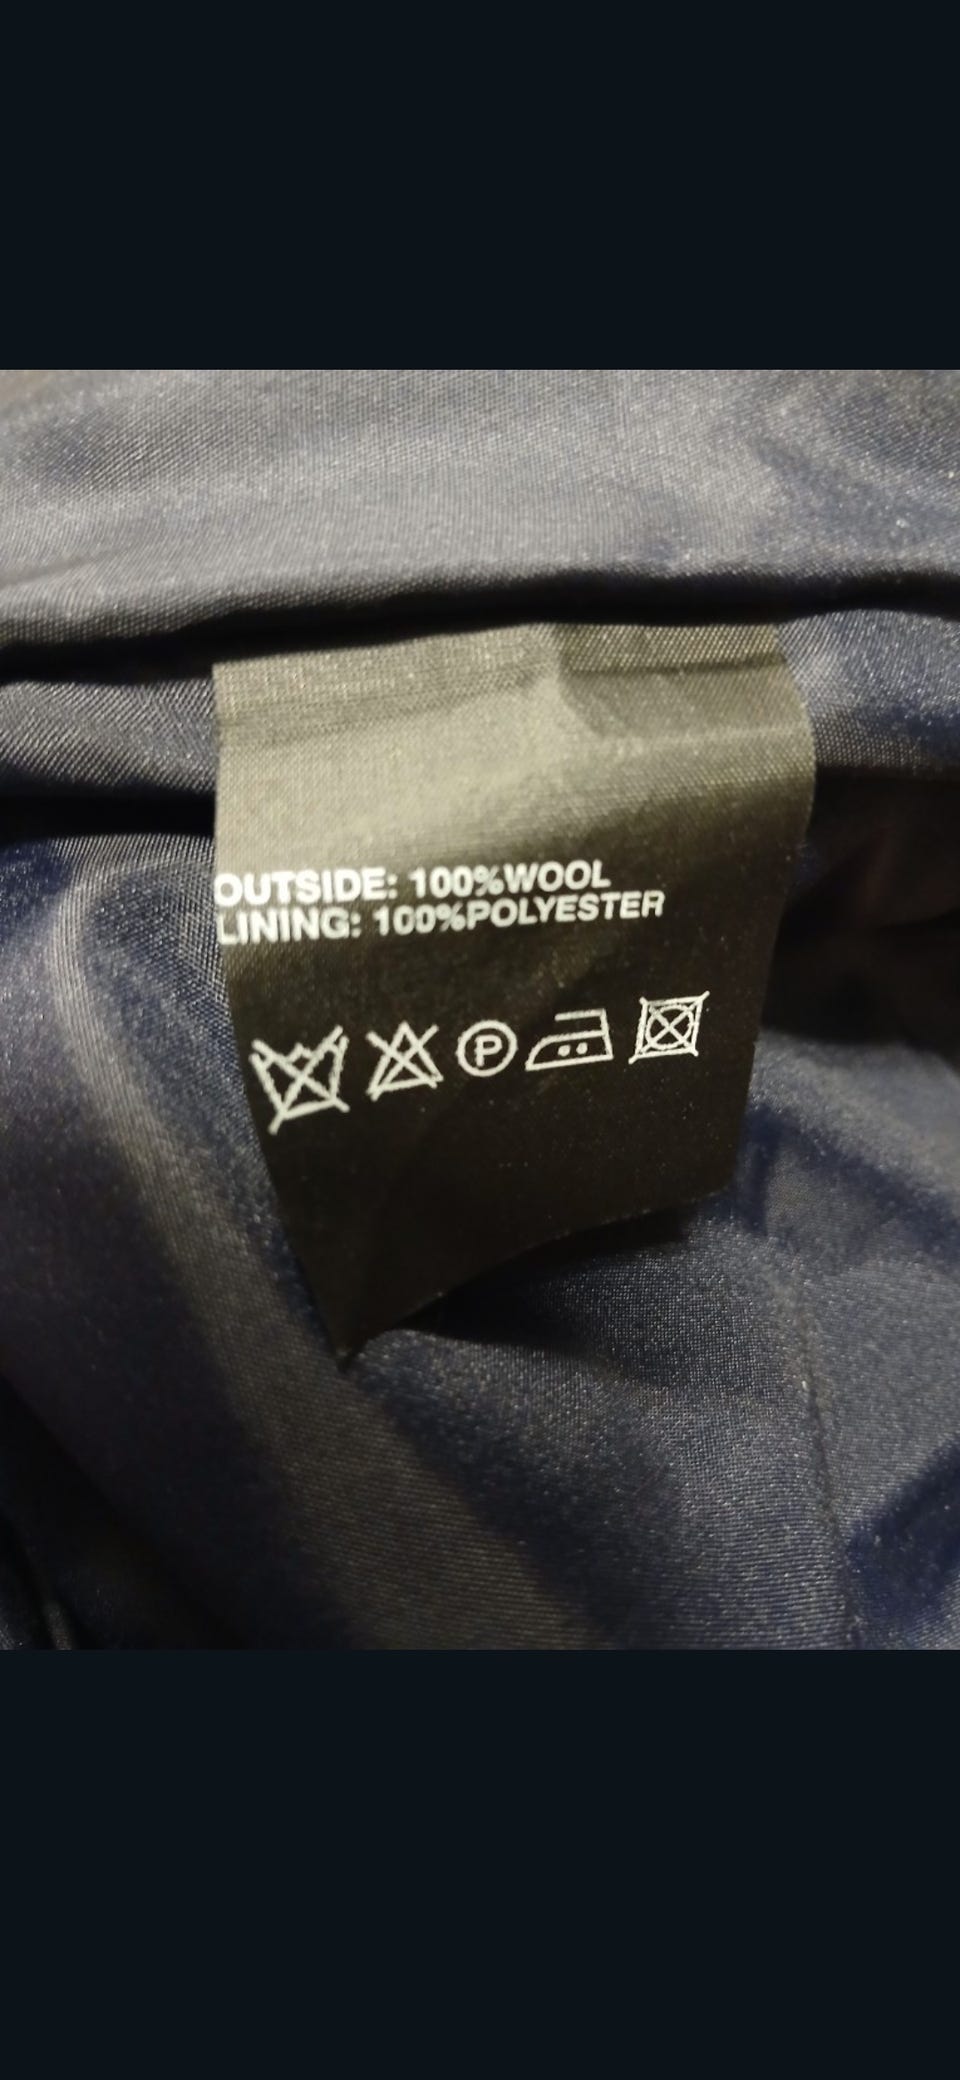 OUTSIDE: 100%WOOL
LINING: 100%POLYESTER
P